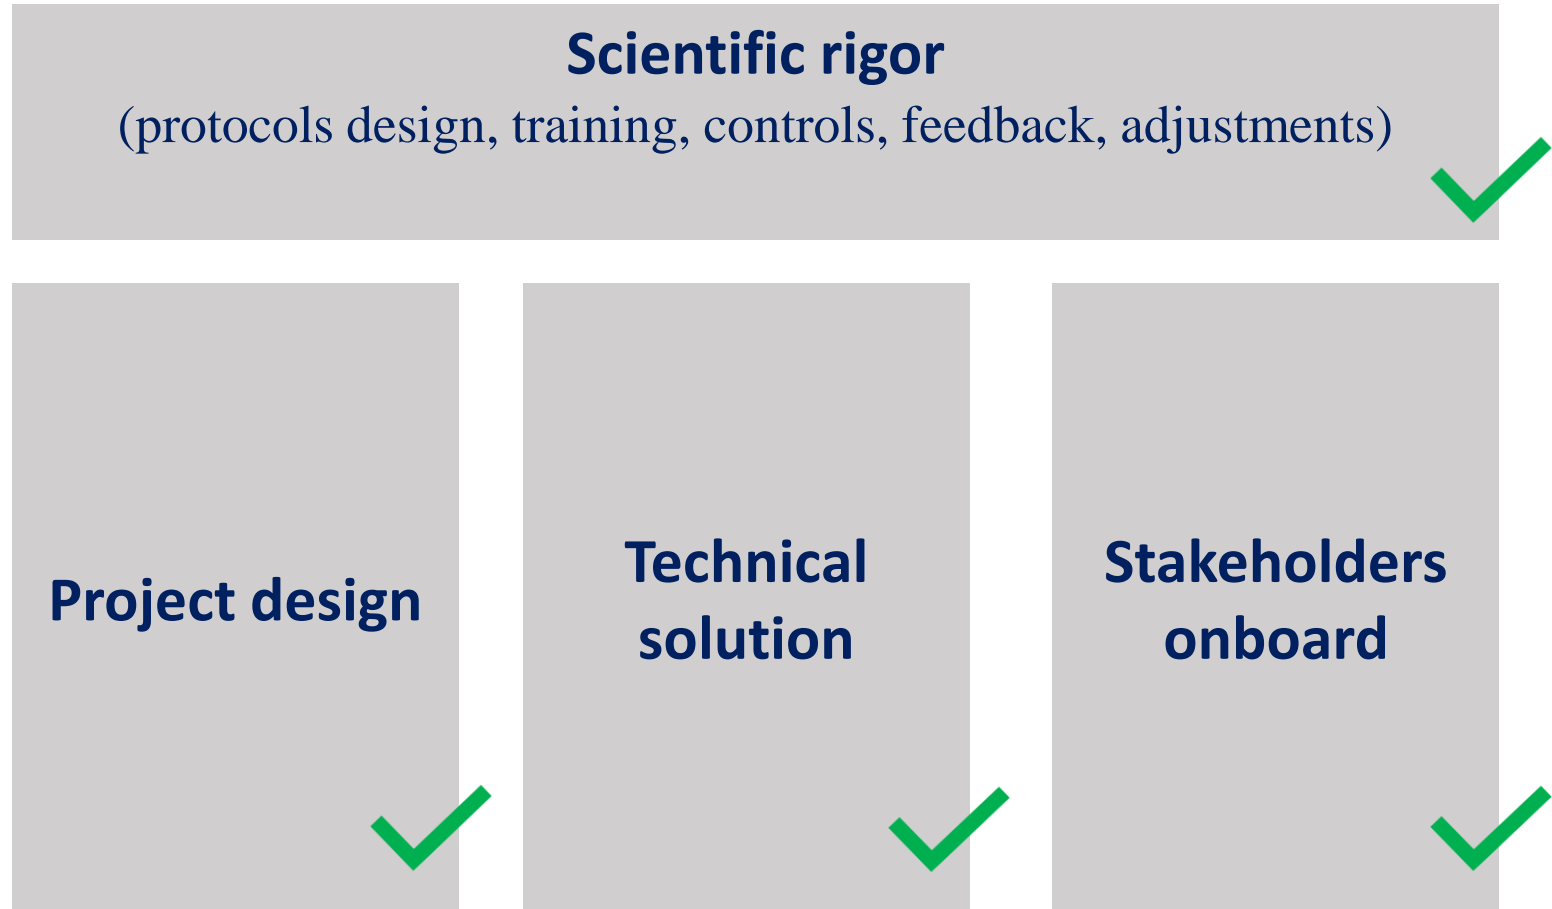 Scientific rigor
(protocols design, training, controls, feedback, adjustments)
Project design
Technical
solution
Stakeholders
onboard